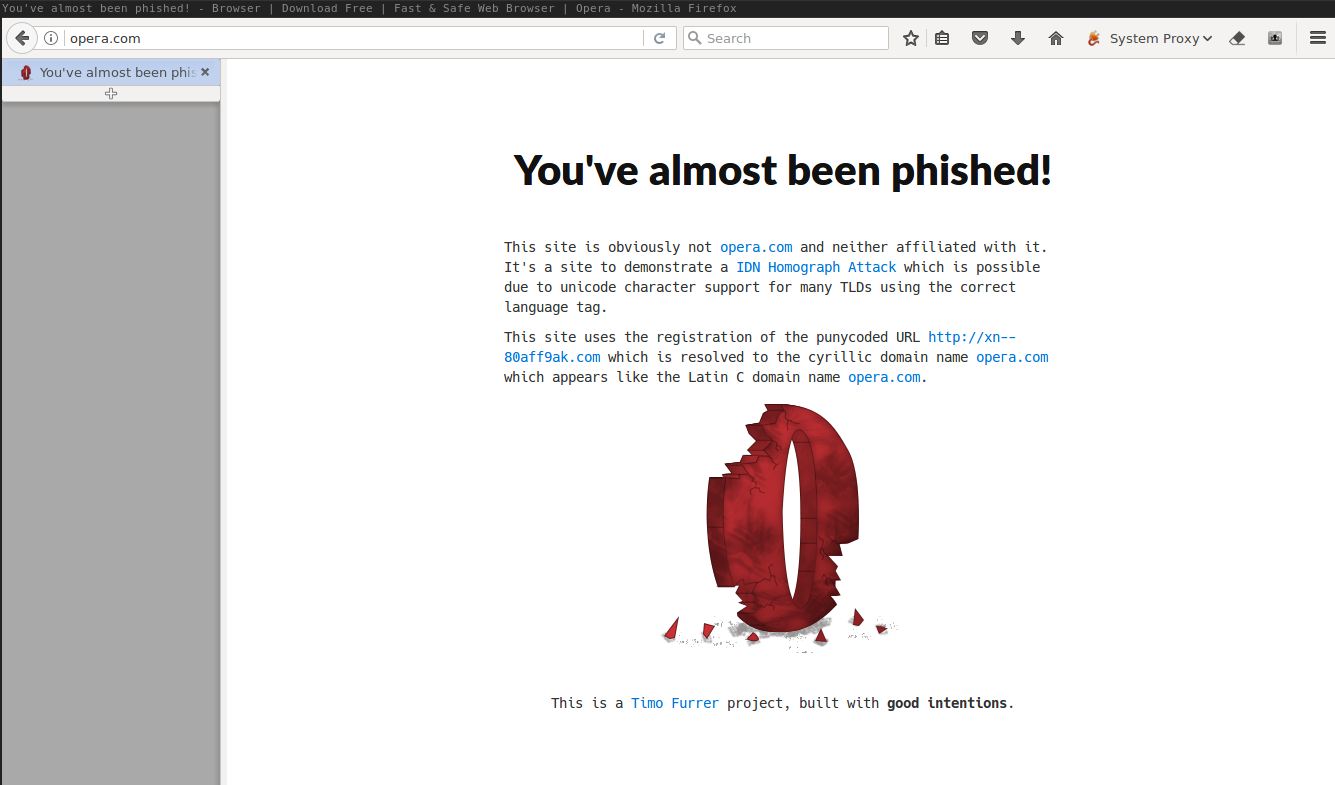 You've almost been phished! - Browser | Download Free | Fast & Safe Web Browser | Opera - Mozilla Firefox
opera.com
Search
System Proxy
You've almost been phis
You've almost been phished!
This site is obviously not opera.com and neither affiliated with it.
It's a site to demonstrate a IDN Homograph Attack which is possible
due to unicode character support for many TLDs using the correct
language tag.
This site uses the registration of the punycoded URL http://xn--
80aff9ak.com which is resolved to the cyrillic domain name opera.com
which appears like the Latin C domain name opera.com.
This is a Timo Furrer project, built with good intentions.